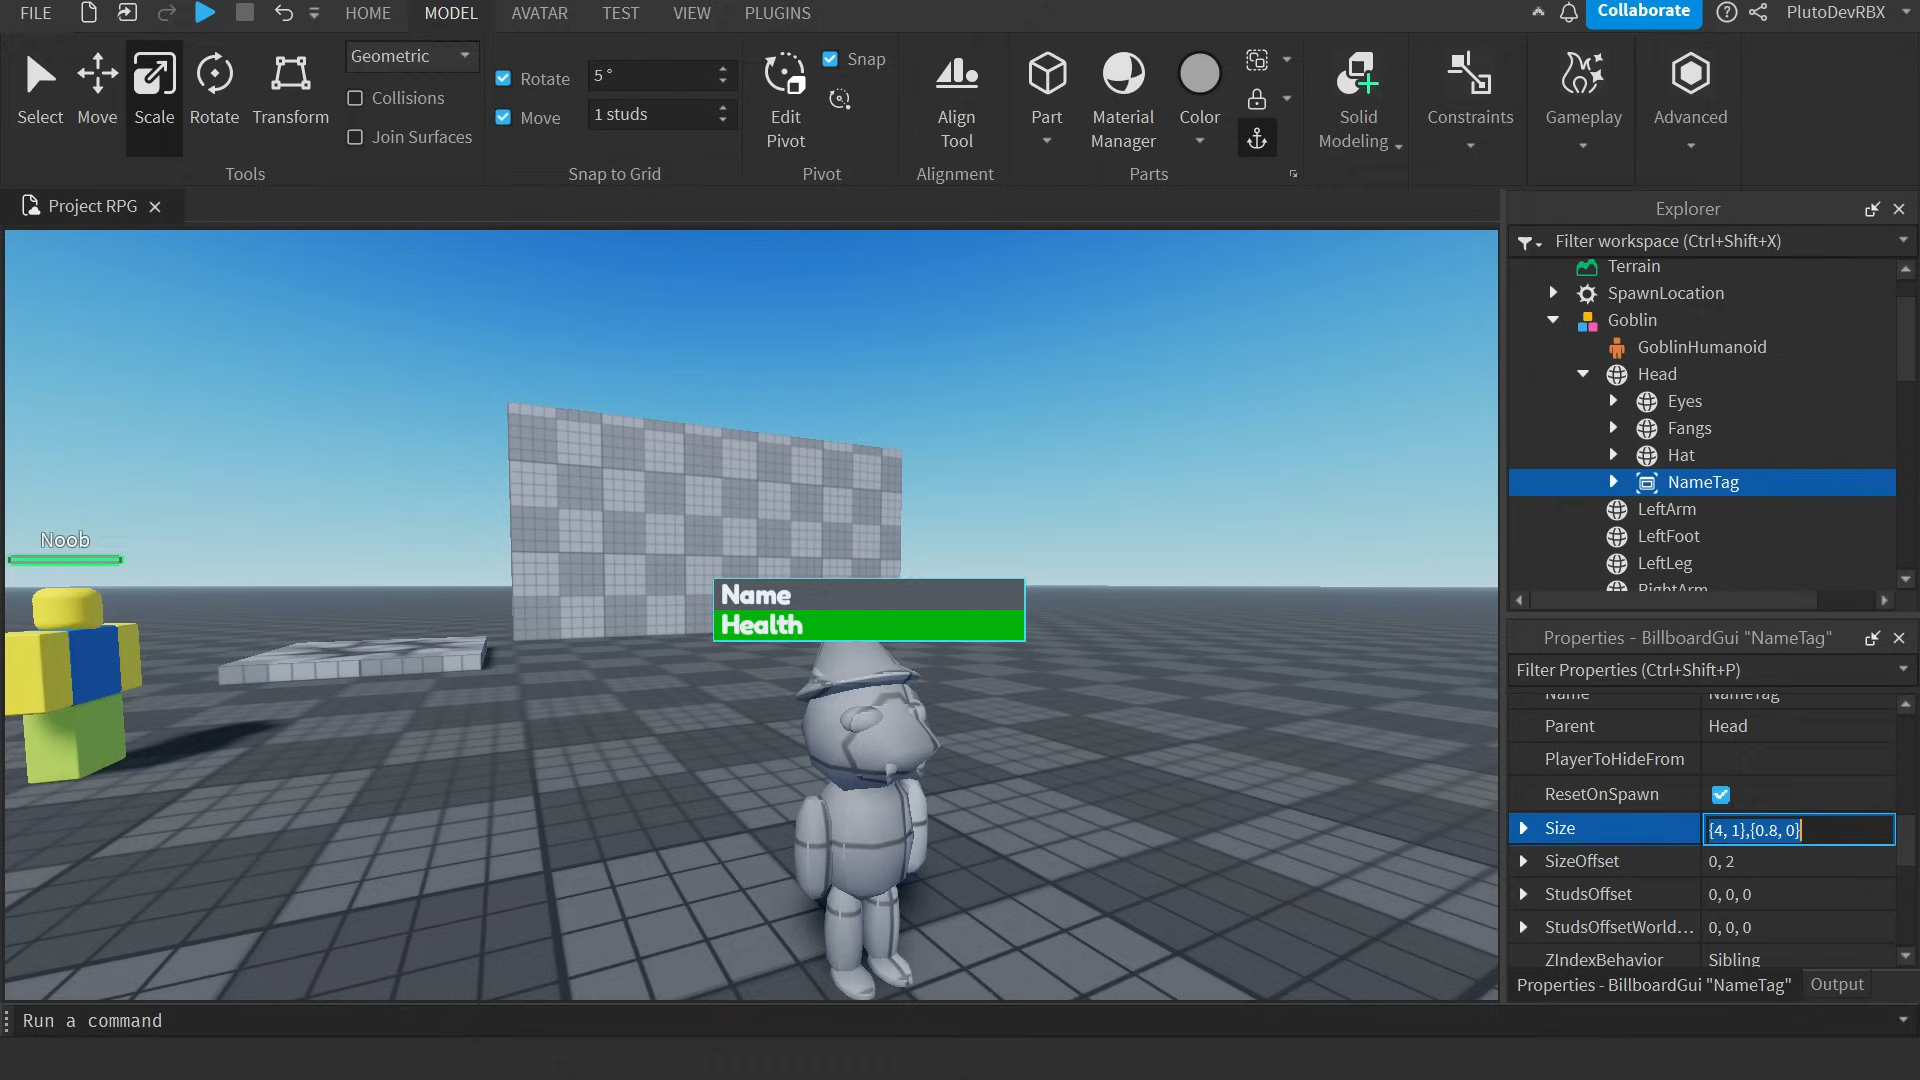 FILE
HOME
MODEL
AVATAR
TEST
VIEW
PLUGINS
Collaborate
PlutoDevRBX
Select
Move
Scale
Rotate
Transform
Geometric
Collisions
Join Surfaces
Tools
Rotate
5 °
Move
1 studs
Snap to Grid
Edit
Pivot
Snap
Pivot
Align
Tool
Alignment
Part
Material
Manager
Color
Parts
Solid
Modeling
Constraints
Gameplay
Advanced
Project RPG
Explorer
Filter workspace (Ctrl+Shift+X)
Terrain
SpawnLocation
Goblin
GoblinHumanoid
Head
Eyes
Fangs
Hat
NameTag
LeftArm
LeftFoot
LeftLeg
RightArm
Noob
Name
Health
Properties - BillboardGui "NameTag"
Filter Properties (Ctrl+Shift+P)
Name NameTag
Parent Head
PlayerToHideFrom
ResetOnSpawn
Size {4, 1},{0.8, 0}
SizeOffset 0, 2
StudsOffset 0, 0, 0
StudsOffsetWorld... 0, 0, 0
ZIndexBehavior Sibling
Properties - BillboardGui "NameTag" Output
Run a command